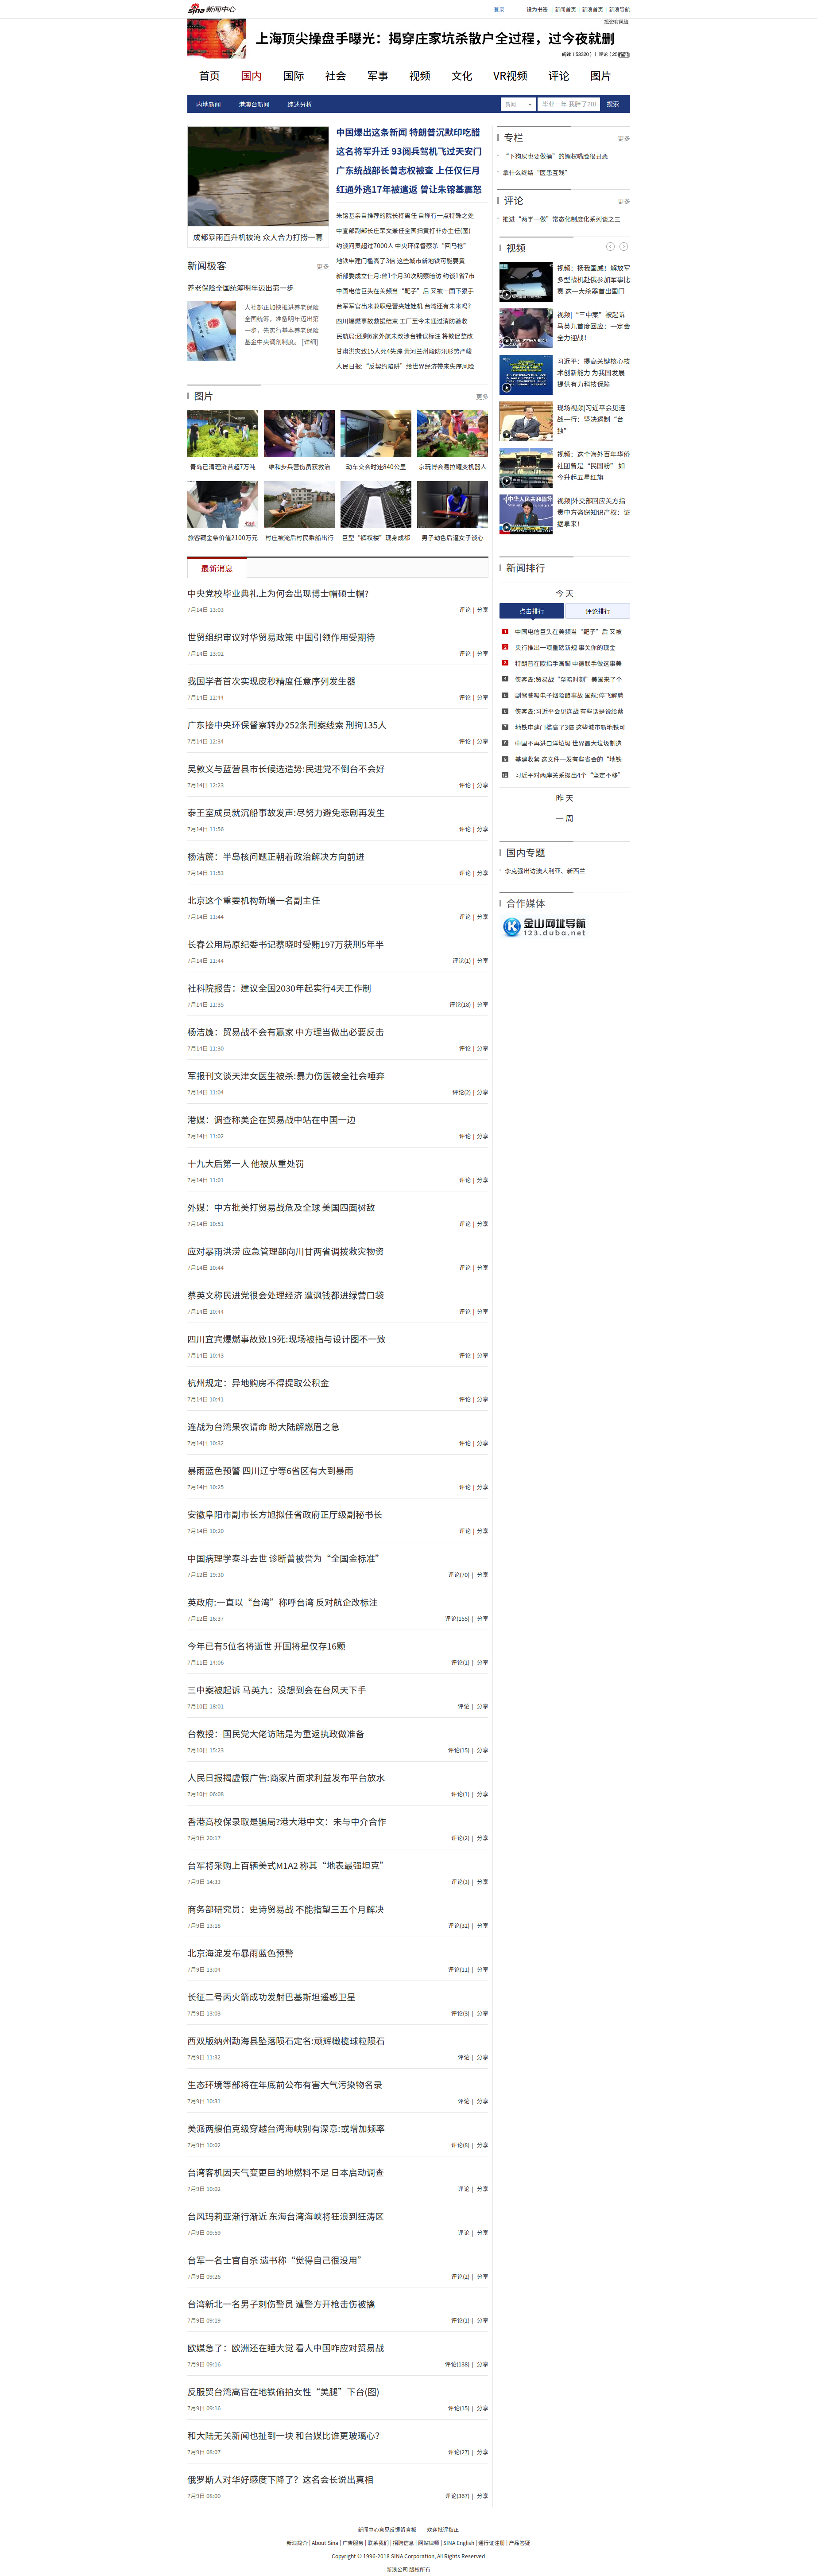 sina 新闻中心
登录
设为书签 | 新闻首页 | 新浪首页 | 新浪导航
投资有风险
上海顶尖操盘手曝光：揭穿庄家坑杀散户全过程，过今夜就删
首页 国内 国际 社会 军事 视频 文化 VR视频 评论 图片
内地新闻 港澳台新闻 综述分析
新闻
搜索
成都暴雨直升机被淹 众人合力打捞一幕
新闻极客
更多
养老保险全国统筹明年迈出第一步
人社部正加快推进养老保险
全国统筹，准备明年迈出第
一步，先实行基本养老保险
基金中央调剂制度。 [详细]
中国爆出这条新闻 特朗普沉默印吃醋
这名将军升迁 93阅兵驾机飞过天安门
广东统战部长曾志权被查 上任仅仨月
红通外逃17年被遣返 曾让朱镕基震怒
朱镕基亲自推荐的院长将离任 自称有一点特殊之处
中宣部副部长庄荣文兼任全国扫黄打非办主任(图)
约谈问责超过7000人 中央环保督察杀“回马枪”
地铁申建门槛高了3倍 这些城市新地铁可能要黄
新部委成立仨月:曾1个月30次明察暗访 约谈1省7市
中国电信巨头在美频当“靶子”后 又被一国下狠手
台军军官出来兼职经营夹娃娃机 台湾还有未来吗?
四川爆燃事故救援结束 工厂至今未通过消防验收
民航局:还剩6家外航未改涉台错误标注 将敦促整改
甘肃洪灾致15人死4失踪 黄河兰州段防汛形势严峻
人民日报:“反契约陷阱”给世界经济带来失序风险
图片
更多
青岛已清理浒苔超7万吨
维和步兵营伤员获救治
动车交会时速840公里
京玩博会易拉罐变机器人
旅客藏金条价值2100万元
村庄被淹后村民乘船出行
巨型“裤衩楼”现身成都
男子劫色后逼女子谈心
最新消息
中央党校毕业典礼上为何会出现博士帽硕士帽?
7月14日 13:03 评论 | 分享
世贸组织审议对华贸易政策 中国引领作用受期待
7月14日 13:02 评论 | 分享
我国学者首次实现皮秒精度任意序列发生器
7月14日 12:44 评论 | 分享
广东接中央环保督察转办252条刑案线索 刑拘135人
7月14日 12:34 评论 | 分享
吴敦义与蓝营县市长候选造势:民进党不倒台不会好
7月14日 12:23 评论 | 分享
泰王室成员就沉船事故发声:尽努力避免悲剧再发生
7月14日 11:56 评论 | 分享
杨洁篪：半岛核问题正朝着政治解决方向前进
7月14日 11:53 评论 | 分享
北京这个重要机构新增一名副主任
7月14日 11:44 评论 | 分享
长春公用局原纪委书记蔡晓时受贿197万获刑5年半
7月14日 11:44 评论(1) | 分享
社科院报告：建议全国2030年起实行4天工作制
7月14日 11:35 评论(18) | 分享
杨洁篪：贸易战不会有赢家 中方理当做出必要反击
7月14日 11:30 评论 | 分享
军报刊文谈天津女医生被杀:暴力伤医被全社会唾弃
7月14日 11:04 评论(2) | 分享
港媒：调查称美企在贸易战中站在中国一边
7月14日 11:02 评论 | 分享
十九大后第一人 他被从重处罚
7月14日 11:01 评论 | 分享
外媒：中方批美打贸易战危及全球 美国四面树敌
7月14日 10:51 评论 | 分享
应对暴雨洪涝 应急管理部向川甘两省调拨救灾物资
7月14日 10:44 评论 | 分享
蔡英文称民进党很会处理经济 遭讽钱都进绿营口袋
7月14日 10:44 评论 | 分享
四川宜宾爆燃事故致19死:现场被指与设计图不一致
7月14日 10:43 评论 | 分享
杭州规定：异地购房不得提取公积金
7月14日 10:41 评论 | 分享
连战为台湾果农请命 盼大陆解燃眉之急
7月14日 10:32 评论 | 分享
暴雨蓝色预警 四川辽宁等6省区有大到暴雨
7月14日 10:25 评论 | 分享
安徽阜阳市副市长方旭拟任省政府正厅级副秘书长
7月14日 10:20 评论 | 分享
中国病理学泰斗去世 诊断曾被誉为“全国金标准”
7月12日 19:30 评论(70) | 分享
英政府:一直以“台湾”称呼台湾 反对航企改标注
7月12日 16:37 评论(155) | 分享
今年已有5位名将逝世 开国将星仅存16颗
7月11日 14:06 评论(1) | 分享
三中案被起诉 马英九：没想到会在台风天下手
7月10日 18:01 评论 | 分享
台教授：国民党大佬访陆是为重返执政做准备
7月10日 15:23 评论(15) | 分享
人民日报揭虚假广告:商家片面求利益发布平台放水
7月10日 06:06 评论(1) | 分享
香港高校保录取是骗局?港大港中文：未与中介合作
7月9日 20:17 评论(2) | 分享
台军将采购上百辆美式M1A2 称其“地表最强坦克”
7月9日 14:33 评论(3) | 分享
商务部研究员：史诗贸易战 不能指望三五个月解决
7月9日 13:18 评论(32) | 分享
北京海淀发布暴雨蓝色预警
7月9日 13:04 评论(11) | 分享
长征二号丙火箭成功发射巴基斯坦遥感卫星
7月9日 13:03 评论(3) | 分享
西双版纳州勐海县坠落陨石定名:顽辉橄榄球粒陨石
7月9日 11:32 评论 | 分享
生态环境等部将在年底前公布有害大气污染物名录
7月9日 10:31 评论 | 分享
美派两艘伯克级穿越台湾海峡别有深意:或增加频率
7月9日 10:02 评论(8) | 分享
台湾客机因天气变更目的地燃料不足 日本启动调查
7月9日 10:02 评论 | 分享
台风玛莉亚渐行渐近 东海台湾海峡将狂浪到狂涛区
7月9日 09:59 评论 | 分享
台军一名士官自杀 遗书称“觉得自己很没用”
7月9日 09:26 评论(2) | 分享
台湾新北一名男子刺伤警员 遭警方开枪击伤被擒
7月9日 09:19 评论(1) | 分享
欧媒急了：欧洲还在睡大觉 看人中国咋应对贸易战
7月9日 09:16 评论(138) | 分享
反服贸台湾高官在地铁偷拍女性“美腿”下台(图)
7月9日 09:16 评论(15) | 分享
和大陆无关新闻也扯到一块 和台媒比谁更玻璃心？
7月9日 08:07 评论(27) | 分享
俄罗斯人对华好感度下降了？这名会长说出真相
7月9日 08:00 评论(367) | 分享
专栏
更多
“下狗屎也要做操”的媚权嘴脸很丑恶
拿什么终结“医患互残”
评论
更多
推进“两学一做”常态化制度化系列谈之三
视频
视频：扬我国威！解放军
多型战机赴俄参加军事比
赛 这一大杀器首出国门
视频|“三中案”被起诉
马英九首度回应：一定会
全力迎战!
习近平：提高关键核心技
术创新能力 为我国发展
提供有力科技保障
现场视频|习近平会见连
战一行：坚决遏制“台
独”
视频：这个海外百年华侨
社团曾是“民国粉” 如
今升起五星红旗
视频|外交部回应美方指
责中方盗窃知识产权：证
据拿来!
新闻排行
今 天
点击排行 评论排行
1 中国电信巨头在美频当“靶子”后 又被
2 央行推出一项重磅新规 事关你的现金
3 特朗普在欧指手画脚 中德联手做这事美
4 侠客岛:贸易战“至暗时刻”美国来了个
5 副驾驶吸电子烟险酿事故 国航:停飞解聘
6 侠客岛:习近平会见连战 有些话是说给蔡
7 地铁申建门槛高了3倍 这些城市新地铁可
8 中国不再进口洋垃圾 世界最大垃圾制造
9 基建收紧 这文件一发有些省会的“地铁
10 习近平对两岸关系提出4个“坚定不移”
昨 天
一 周
国内专题
李克强出访澳大利亚、新西兰
合作媒体
金山网址导航
123.duba.net
新闻中心意见反馈留言板 欢迎批评指正
新浪简介 | About Sina | 广告服务 | 联系我们 | 招聘信息 | 网站律师 | SINA English | 通行证注册 | 产品答疑
Copyright © 1996-2018 SINA Corporation, All Rights Reserved
新浪公司 版权所有